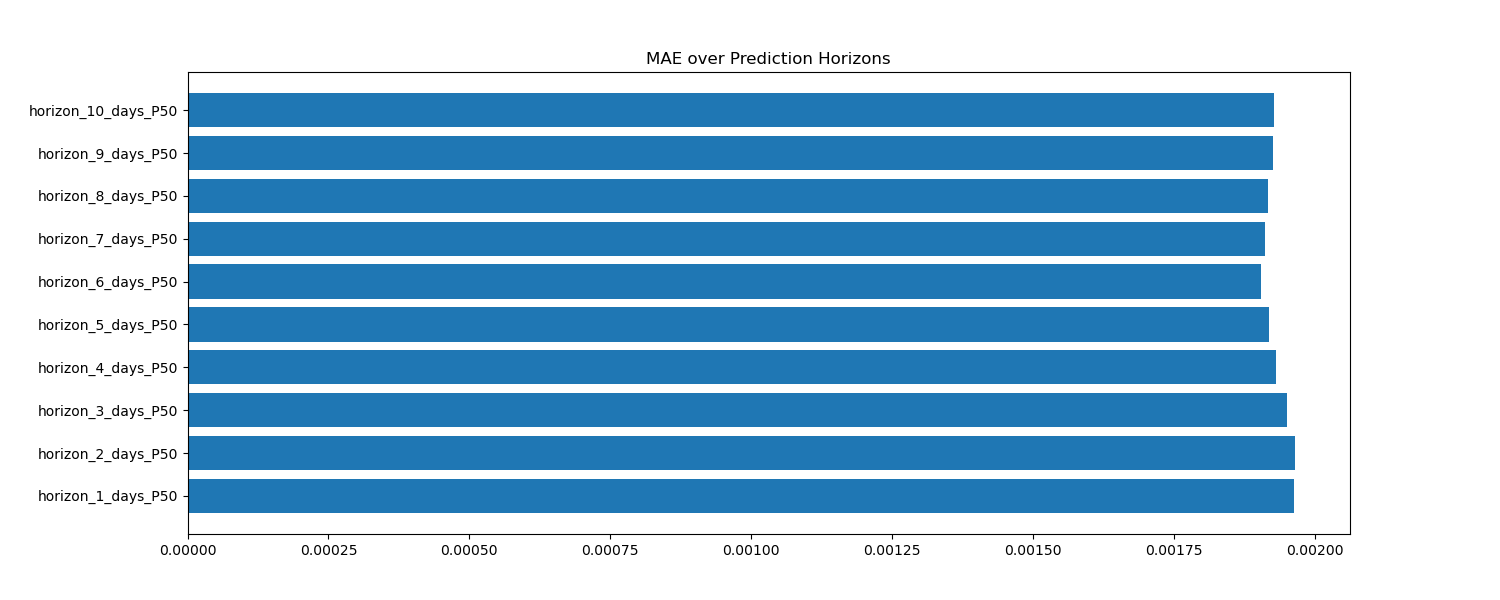 MAE over Prediction Horizons
horizon_10_days_P50
horizon_9_days_P50
horizon_8_days_P50
horizon_7_days_P50
horizon_6_days_P50
horizon_5_days_P50
horizon_4_days_P50
horizon_3_days_P50
horizon_2_days_P50
horizon_1_days_P50
0.00000 0.00025 0.00050 0.00075 0.00100 0.00125 0.00150 0.00175 0.00200